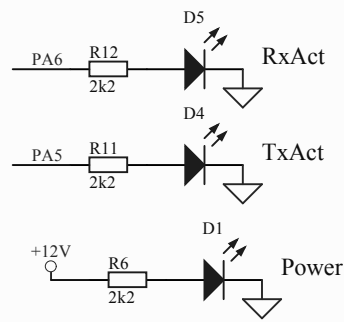 D5
PA6 R12 RxAct
2k2
D4
PA5 R11 TxAct
2k2
D1
+12V R6 Power
2k2